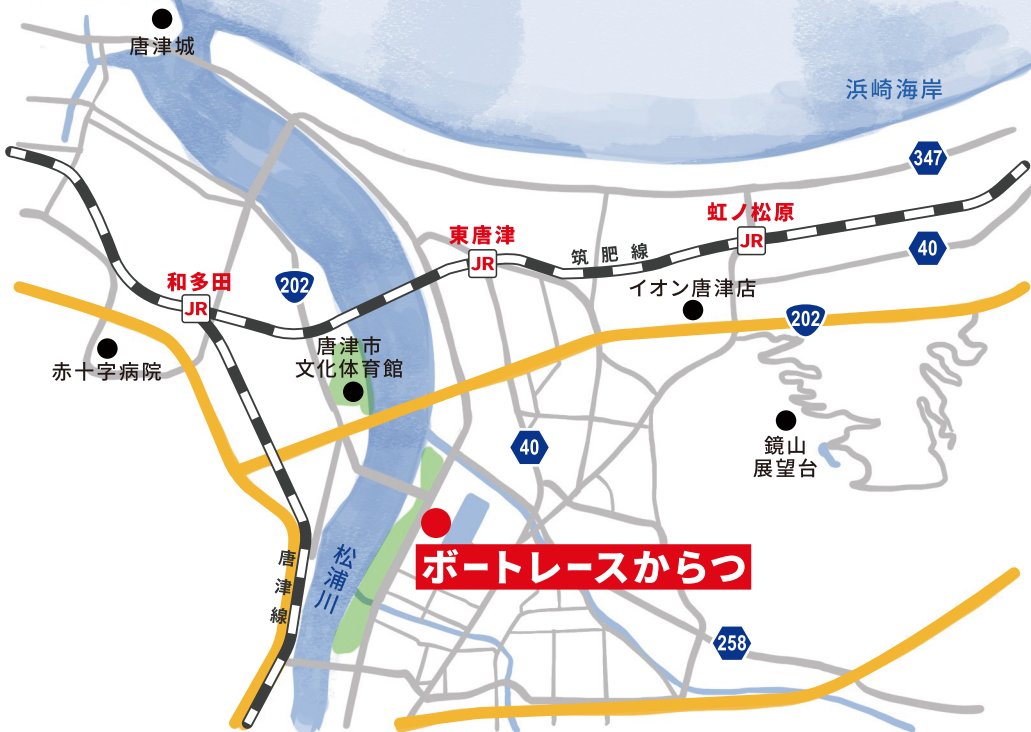 唐津城
浜崎海岸
347
虹ノ松原
JR
東唐津
JR
筑肥線
40
和多田
JR
202
イオン唐津店
202
唐津市
文化体育館
赤十字病院
40
鏡山
展望台
ボートレースからつ
唐津線
松浦川
258